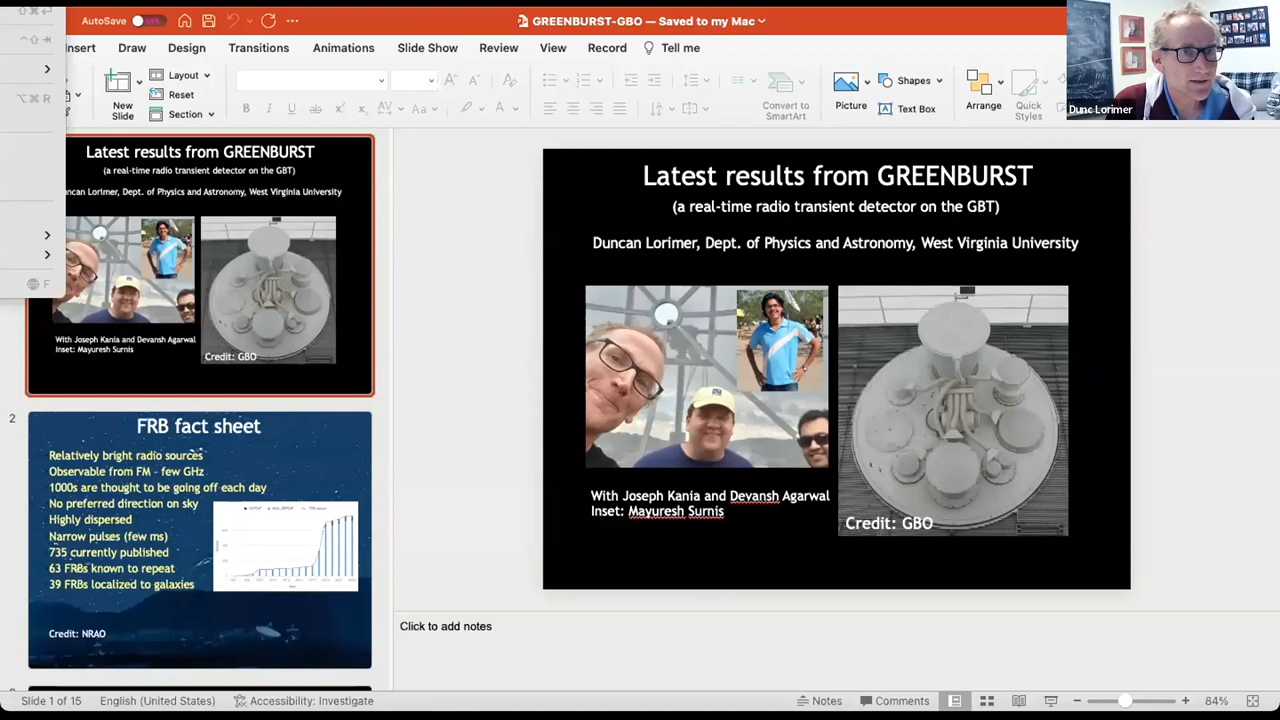 AutoSave OFF
GREENBURST-GBO — Saved to my Mac
nsert Draw Design Transitions Animations Slide Show Review View Record Tell me
New Slide
Layout
Reset
Section
Aa
Convert to SmartArt
Picture
Shapes
Text Box
Arrange
Quick Styles
Dunc Lorimer
R
F
Latest results from GREENBURST
(a real-time radio transient detector on the GBT)
ncan Lorimer, Dept. of Physics and Astronomy, West Virginia University
With Joseph Kania and Devansh Agarwal
Inset: Mayuresh Surnis
Credit: GBO
2
FRB fact sheet
Relatively bright radio sources
Observable from FM - few GHz
1000s are thought to be going off each day
No preferred direction on sky
Highly dispersed
Narrow pulses (few ms)
735 currently published
63 FRBs known to repeat
39 FRBs localized to galaxies
Credit: NRAO
Latest results from GREENBURST
(a real-time radio transient detector on the GBT)
Duncan Lorimer, Dept. of Physics and Astronomy, West Virginia University
With Joseph Kania and Devansh Agarwal
Inset: Mayuresh Surnis
Credit: GBO
Click to add notes
Slide 1 of 15 English (United States) Accessibility: Investigate
Notes Comments 84%